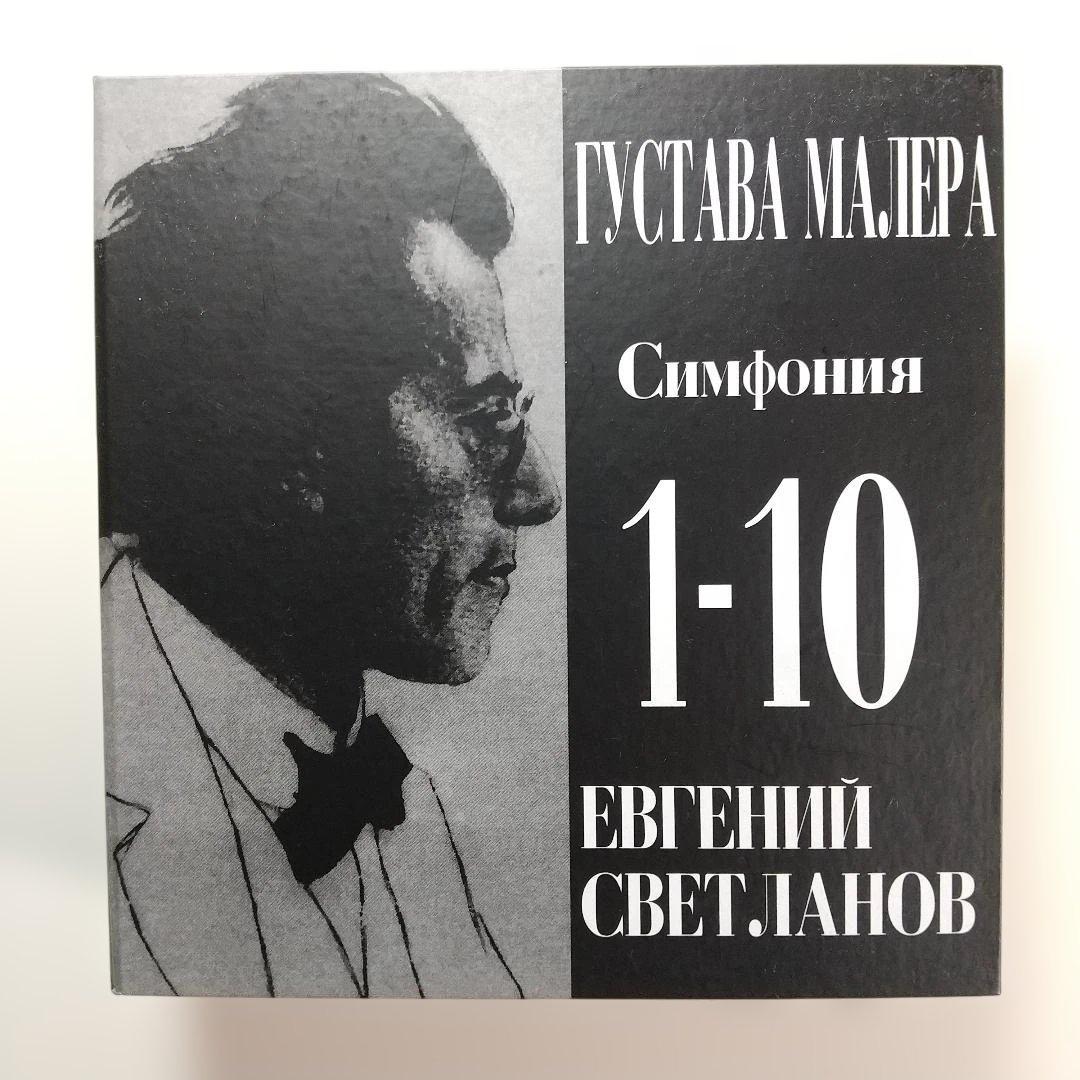 ГУСТАВА МАЛЕРА
Симфония
1-10
ЕВГЕНИЙ
СВЕТЛАНОВ